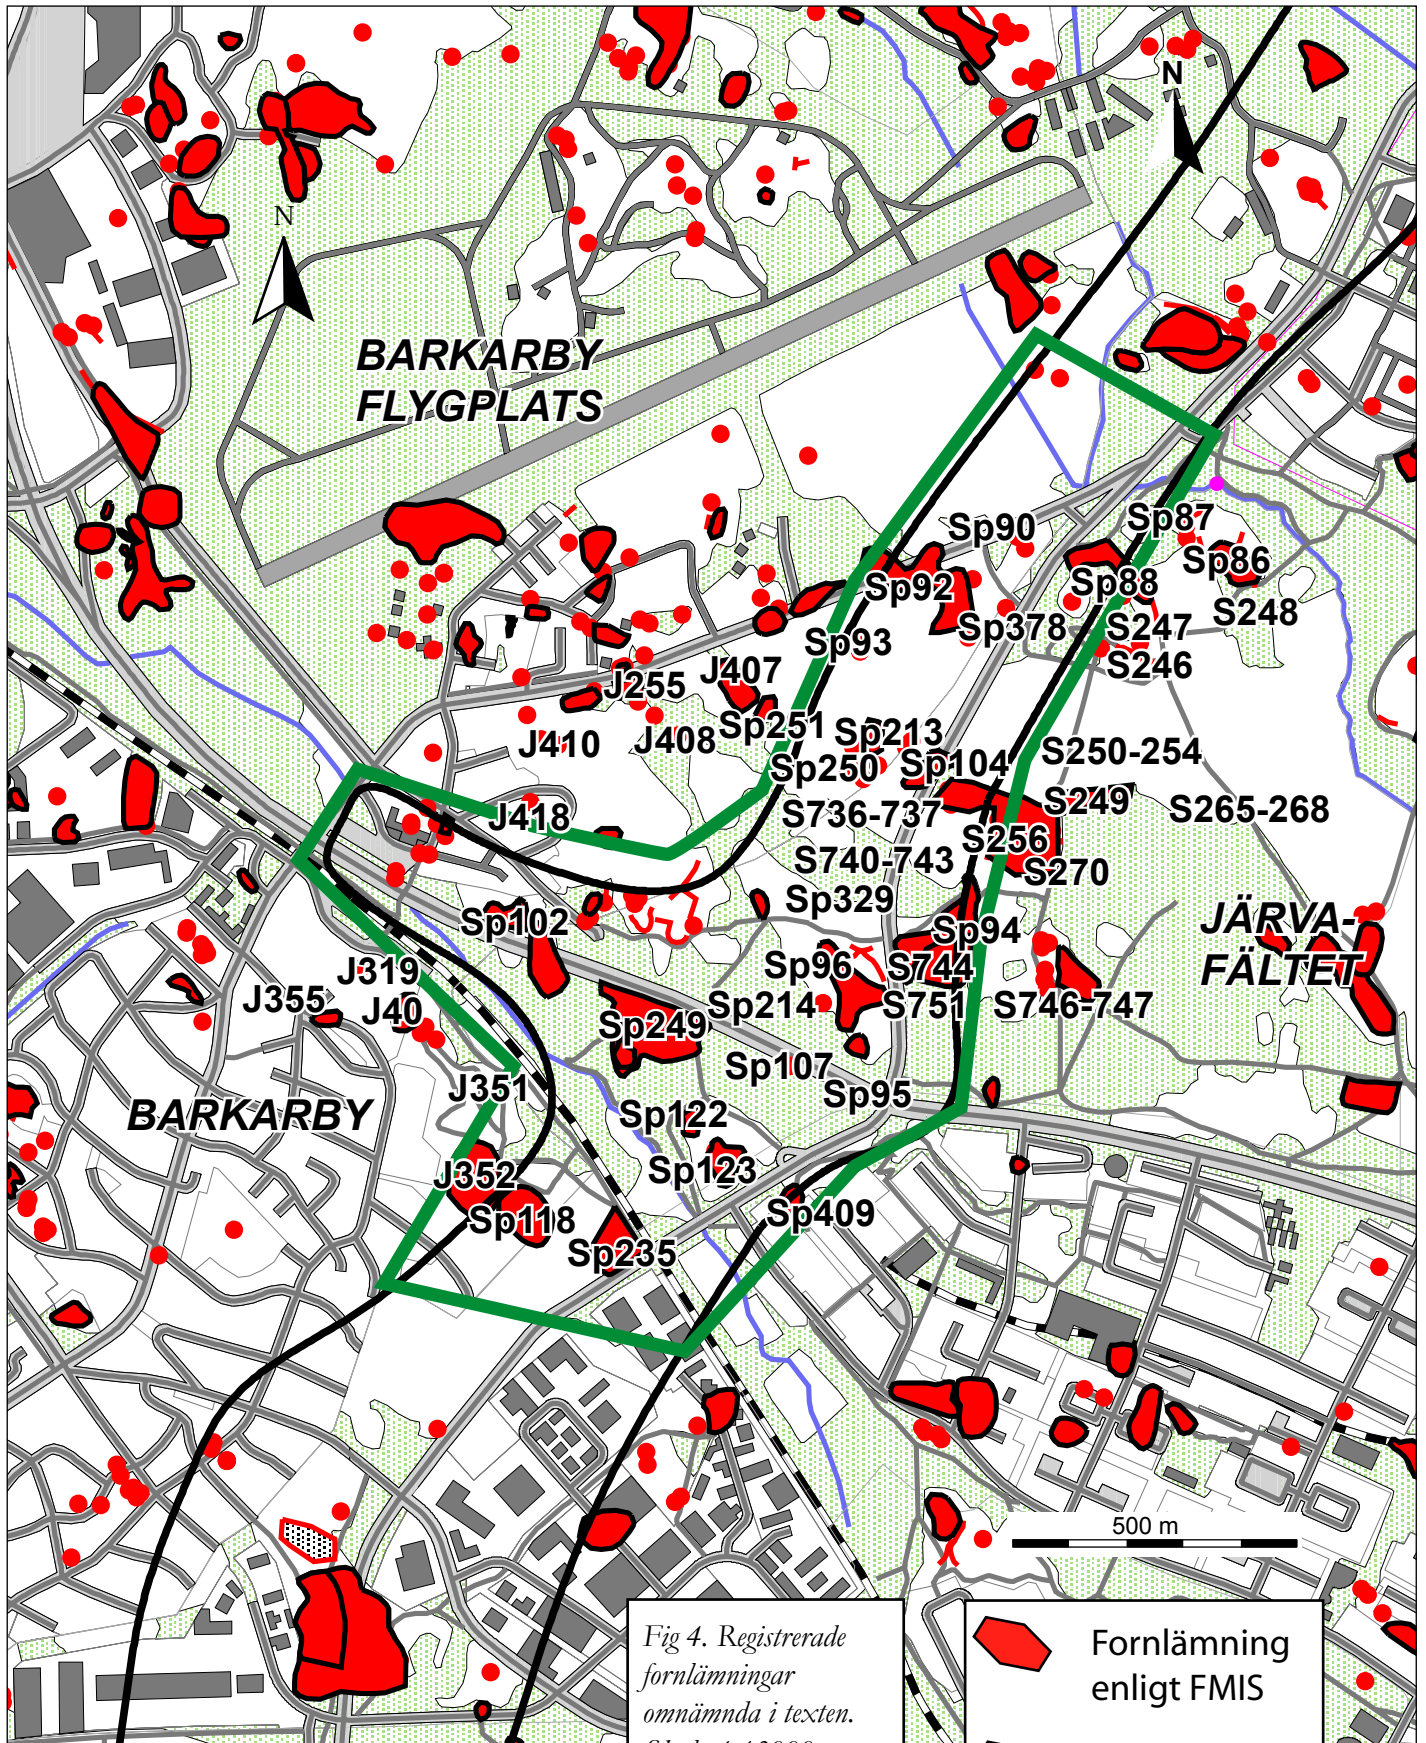 N
N
BARKARBY
FLYGPLATS
Sp90
Sp87
Sp86
Sp92
Sp88
S248
Sp378
S247
Sp93
S246
J407
J255
Sp251
Sp213
J410
J408
S250-254
Sp250
Sp104
S249
S265-268
J418
S736-737
S256
S740-743
S270
Sp329
Sp102
Sp94
JÄRVA-
FÄLTET
J319
Sp96
S744
J355
J40
Sp214
S751
S746-747
Sp249
Sp107
J351
Sp95
BARKARBY
Sp122
J352
Sp123
Sp118
Sp409
Sp235
500 m
Fig 4. Registrerade
fornlämningar
omnämnda i texten.
Fornlämning
enligt FMIS